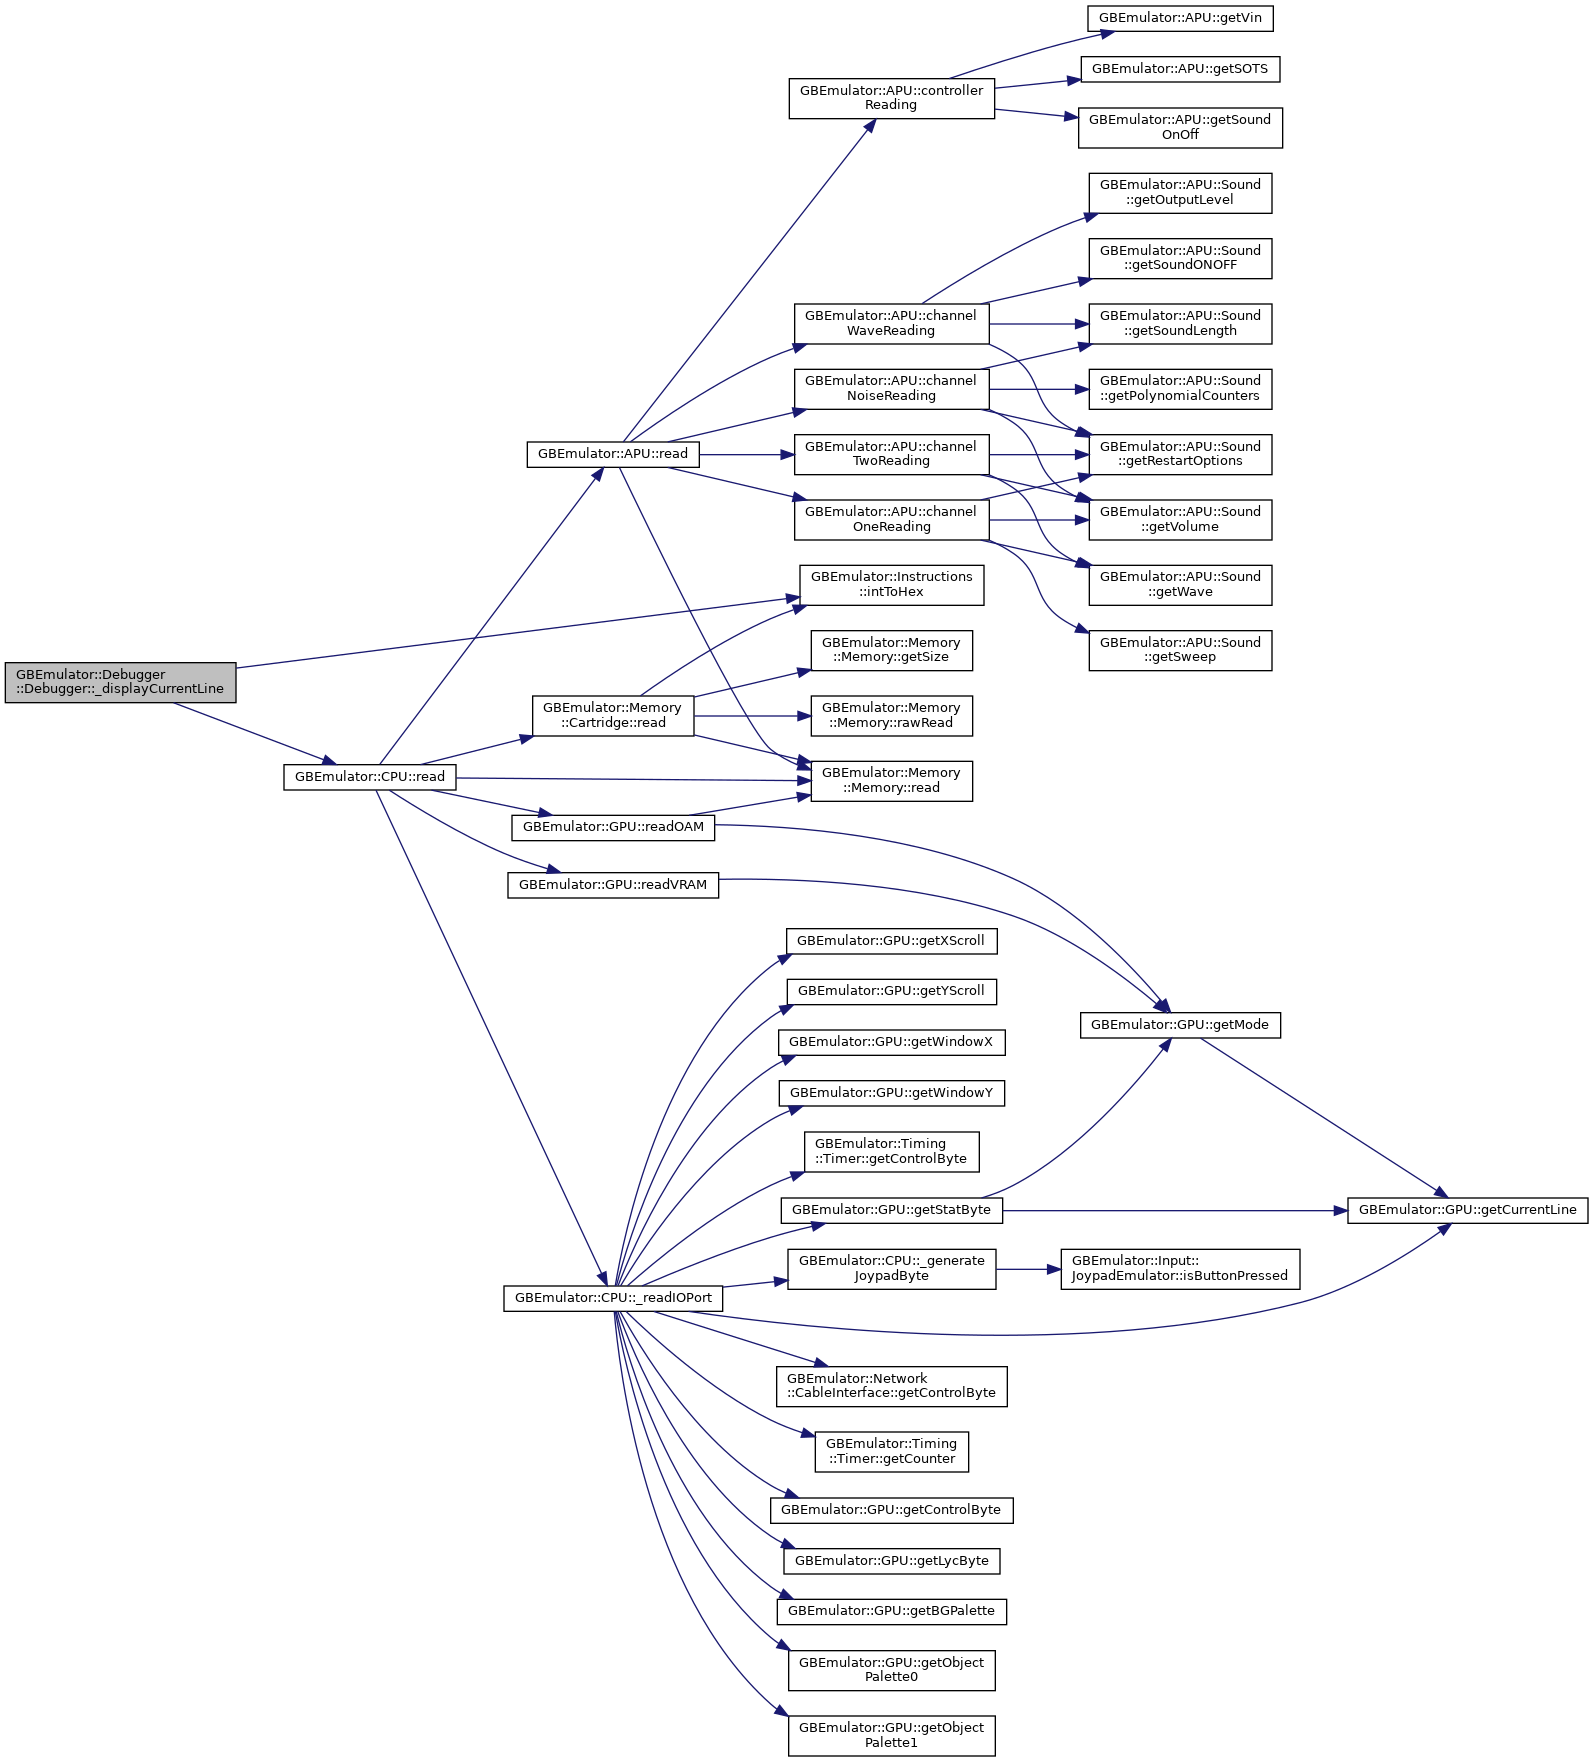 GBEmulator::APU::getVin
GBEmulator::APU::getSOTS
GBEmulator::APU::controller
Reading
GBEmulator::APU::getSound
OnOff
GBEmulator::APU::Sound
::getOutputLevel
GBEmulator::APU::Sound
::getSoundONOFF
GBEmulator::APU::channel
WaveReading
GBEmulator::APU::Sound
::getSoundLength
GBEmulator::APU::channel
NoiseReading
GBEmulator::APU::Sound
::getPolynomialCounters
GBEmulator::APU::read
GBEmulator::APU::channel
TwoReading
GBEmulator::APU::Sound
::getRestartOptions
GBEmulator::APU::channel
OneReading
GBEmulator::APU::Sound
::getVolume
GBEmulator::Instructions
::intToHex
GBEmulator::APU::Sound
::getWave
GBEmulator::Memory
::Memory::getSize
GBEmulator::APU::Sound
::getSweep
GBEmulator::Debugger
::Debugger::_displayCurrentLine
GBEmulator::Memory
::Cartridge::read
GBEmulator::Memory
::Memory::rawRead
GBEmulator::CPU::read
GBEmulator::Memory
::Memory::read
GBEmulator::GPU::readOAM
GBEmulator::GPU::readVRAM
GBEmulator::GPU::getXScroll
GBEmulator::GPU::getYScroll
GBEmulator::GPU::getMode
GBEmulator::GPU::getWindowX
GBEmulator::GPU::getWindowY
GBEmulator::Timing
::Timer::getControlByte
GBEmulator::GPU::getStatByte
GBEmulator::GPU::getCurrentLine
GBEmulator::CPU::_generate
JoypadByte
GBEmulator::Input::
JoypadEmulator::isButtonPressed
GBEmulator::CPU::_readIOPort
GBEmulator::Network
::CableInterface::getControlByte
GBEmulator::Timing
::Timer::getCounter
GBEmulator::GPU::getControlByte
GBEmulator::GPU::getLycByte
GBEmulator::GPU::getBGPalette
GBEmulator::GPU::getObject
Palette0
GBEmulator::GPU::getObject
Palette1